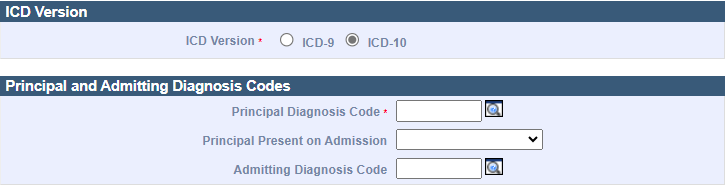 ICD Version
ICD Version * ICD-9 ICD-10
Principal and Admitting Diagnosis Codes
Principal Diagnosis Code *
Principal Present on Admission
Admitting Diagnosis Code